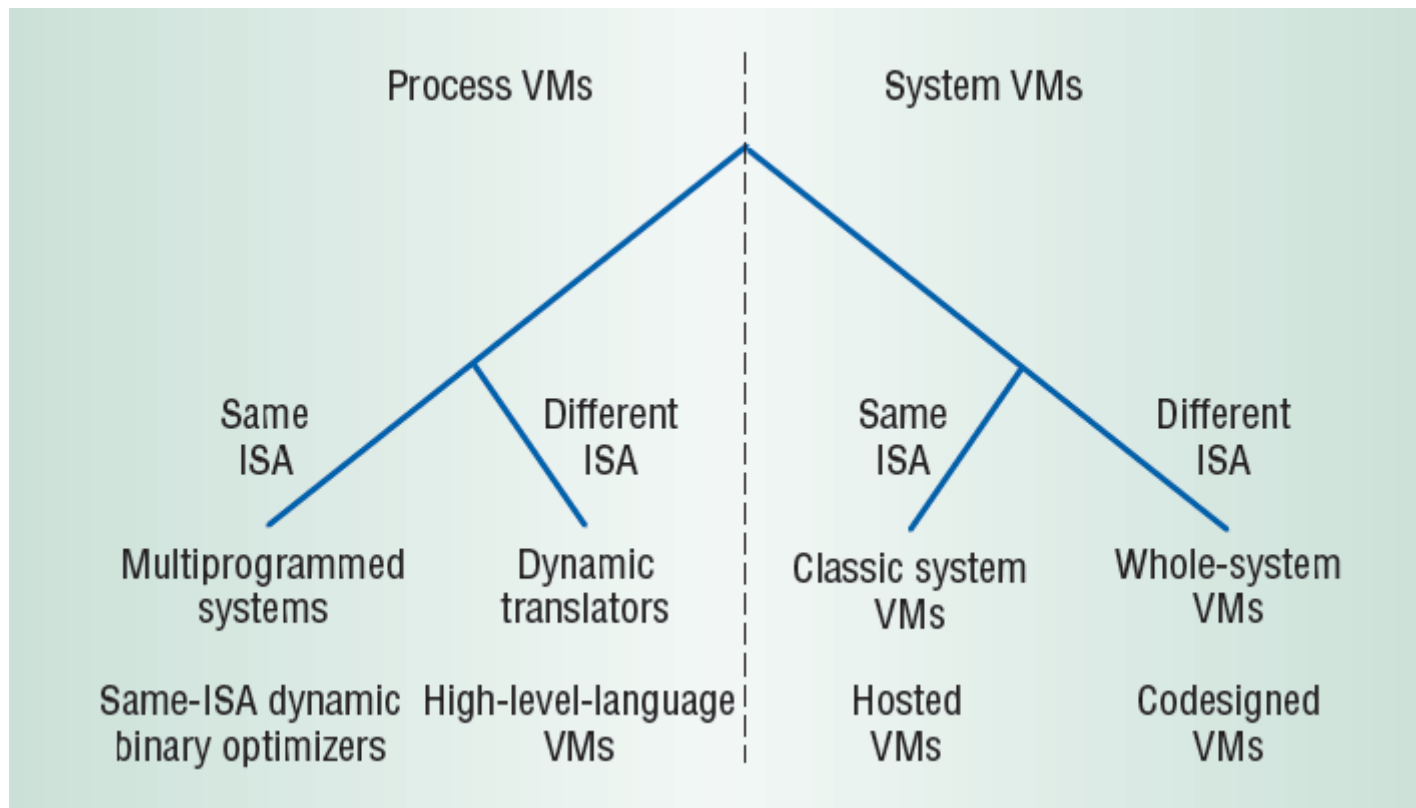 Process VMs
System VMs
Same
ISA
Different
ISA
Same
ISA
Different
ISA
Multiprogrammed
systems
Dynamic
translators
Classic system
VMs
Whole-system
VMs
Same-ISA dynamic
binary optimizers
High-level-language
VMs
Hosted
VMs
Codesigned
VMs